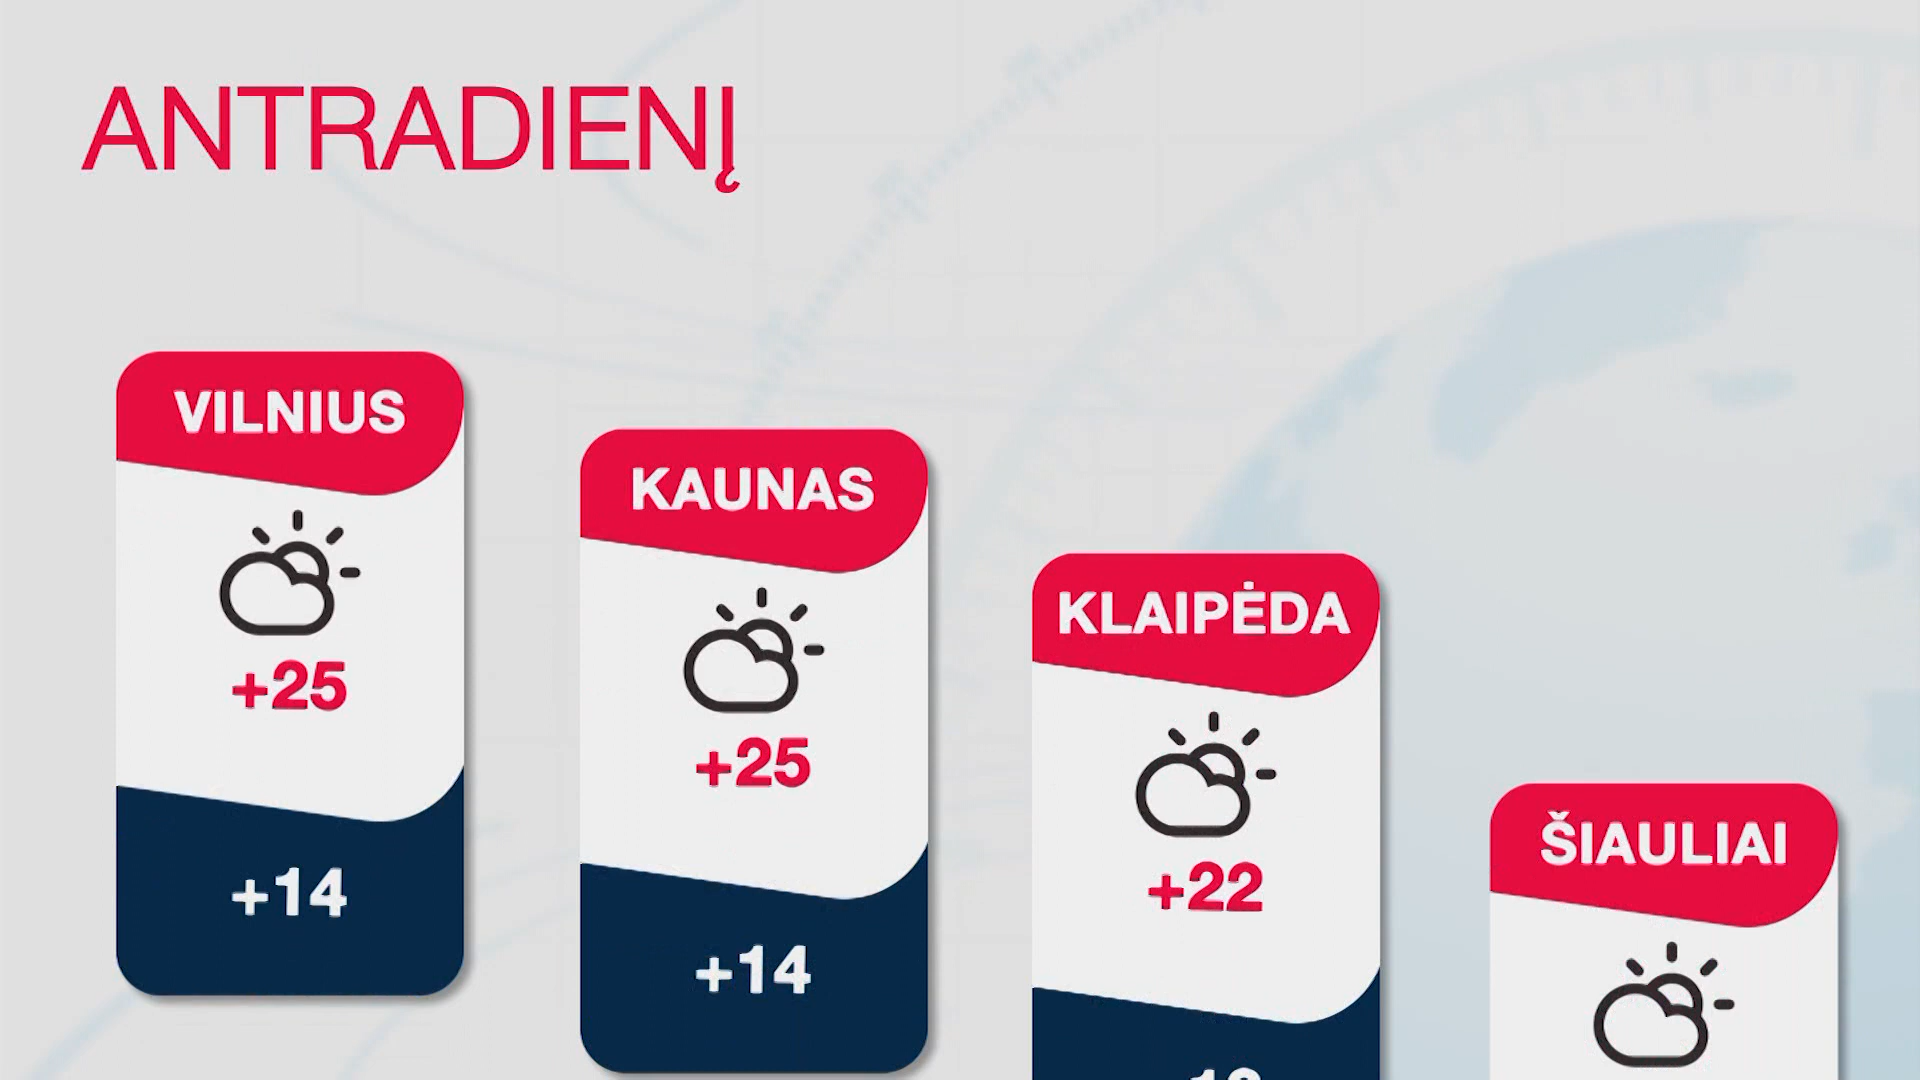 ANTRADIENĮ
VILNIUS
+25
+14
KAUNAS
+25
+14
KLAIPĖDA
+22
ŠIAULIAI